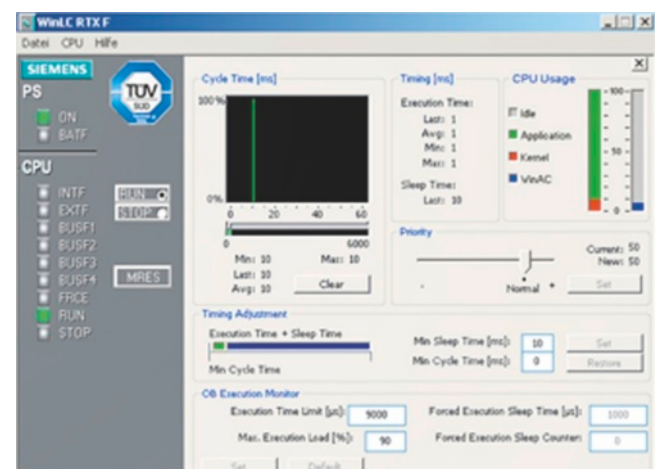 WinLC RTX F
Datei CPU Hilfe
SIEMENS
TÜV
SÜD
PS
ON
BATF
CPU
INTF
EXTF
BUSF1
BUSF2
BUSF3
BUSF4
FRCE
RUN
STOP
RUN
STOP
MRES
Cycle Time [ms]
100 %
0%
0 20 40 60
0 6000
Min: 10 Max: 10
Last: 10
Avg: 10
Clear
Timing [ms]
Execution Time:
Last: 1
Avg: 1
Min: 1
Max: 1
Sleep Time:
Last: 10
CPU Usage
Idle
Application
Kernel
WinAC
- 100 -
- 50 -
- 0 -
Priority
Current: 50
New: 50
- Normal +
Set
Timing Adjustment
Execution Time + Sleep Time
Min Cycle Time
Min Sleep Time [ms]: 10 Set
Min Cycle Time [ms]: 0 Restore
OB Execution Monitor
Execution Time Limit [µs]: 9000 Forced Execution Sleep Time [µs]: 1000
Max. Execution Load [%]: 90 Forced Execution Sleep Counter: 0
Set Default